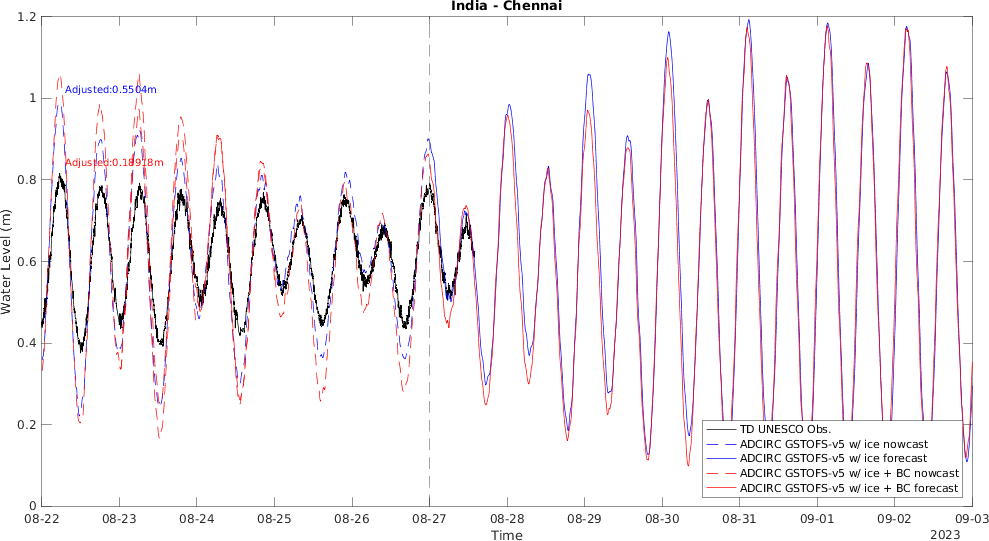 India - Chennai
Water Level (m)
1.2
1
0.8
0.6
0.4
0.2
0
Adjusted:0.5504m
Adjusted:0.18918m
TD UNESCO Obs.
ADCIRC GSTOFS-v5 w/ ice nowcast
ADCIRC GSTOFS-v5 w/ ice forecast
ADCIRC GSTOFS-v5 w/ ice + BC nowcast
ADCIRC GSTOFS-v5 w/ ice + BC forecast
08-22 08-23 08-24 08-25 08-26 08-27 08-28 08-29 08-30 08-31 09-01 09-02 09-03
Time
2023